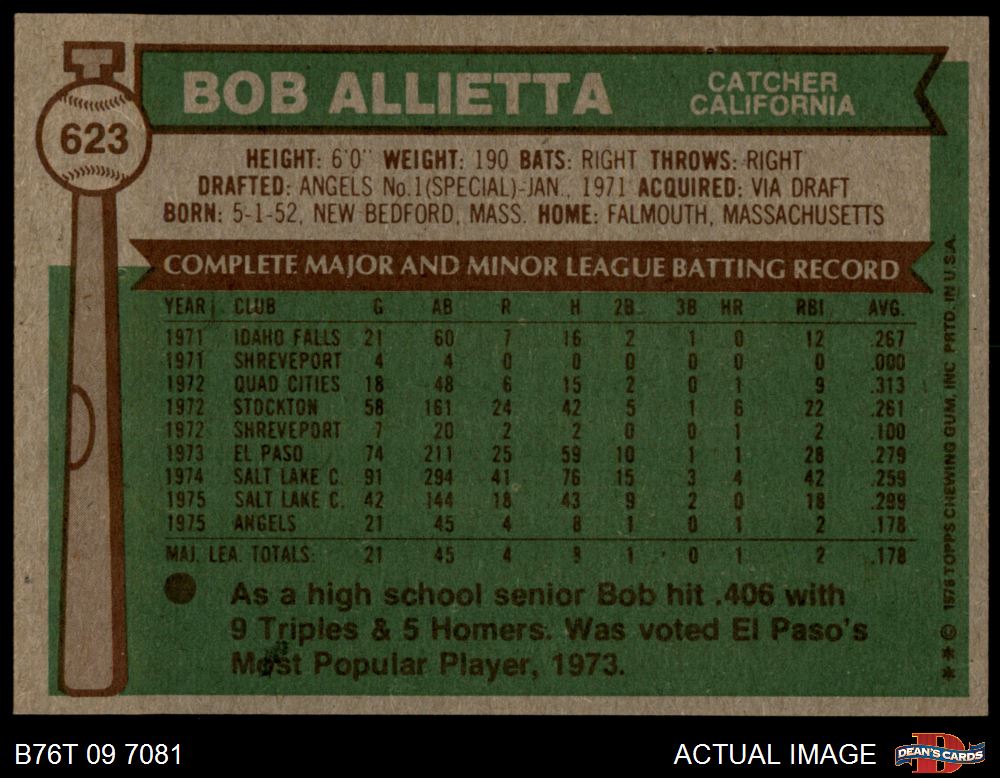 BOB ALLIETTA
CATCHER
CALIFORNIA
623
HEIGHT: 6'0" WEIGHT: 190 BATS: RIGHT THROWS: RIGHT
DRAFTED: ANGELS No.1(SPECIAL)-JAN., 1971 ACQUIRED: VIA DRAFT
BORN: 5-1-52, NEW BEDFORD, MASS. HOME: FALMOUTH, MASSACHUSETTS
COMPLETE MAJOR AND MINOR LEAGUE BATTING RECORD
YEAR CLUB G AB R H 2B 3B HR RBI AVG.
1971 IDAHO FALLS 21 60 7 16 2 1 0 12 .267
1971 SHREVEPORT 4 4 0 0 0 0 0 0 .000
1972 QUAD CITIES 18 48 6 15 2 0 1 9 .313
1972 STOCKTON 58 161 24 42 5 1 6 22 .261
1972 SHREVEPORT 7 20 2 2 0 0 1 2 .100
1973 EL PASO 74 211 25 59 10 1 1 28 .279
1974 SALT LAKE C. 91 294 41 76 15 3 4 42 .259
1975 SALT LAKE C. 42 144 18 43 9 2 0 18 .299
1975 ANGELS 21 45 4 8 1 0 1 2 .178
MAJ. LEA. TOTALS: 21 45 4 8 1 0 1 2 .178
As a high school senior Bob hit .406 with
9 Triples & 5 Homers. Was voted El Paso's
Most Popular Player, 1973.
** © 1976 TOPPS CHEWING GUM, INC PRTD. IN U.S.A.
B76T 09 7081
ACTUAL IMAGE
D
DEAN'S CARDS